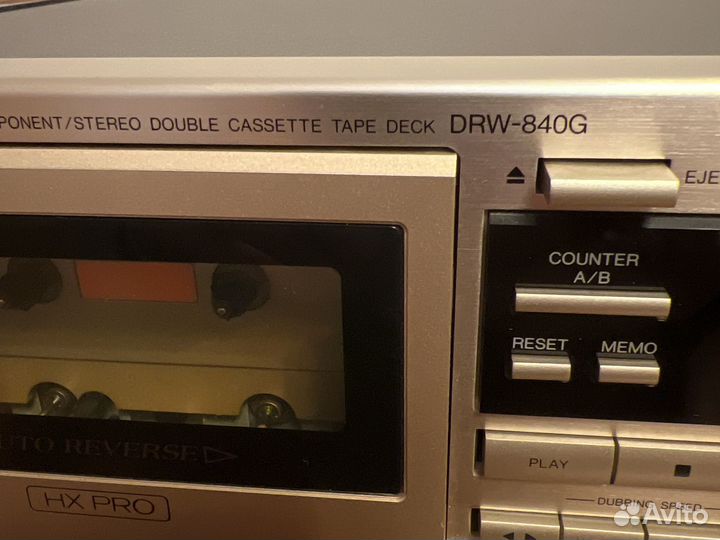 PONENT/STEREO DOUBLE CASSETTE TAPE DECK DRW-840G
EJE
COUNTER
A/B
RESET MEMO
UTO REVERSE
PLAY
HX PRO
DUBBING SPEED
Avito